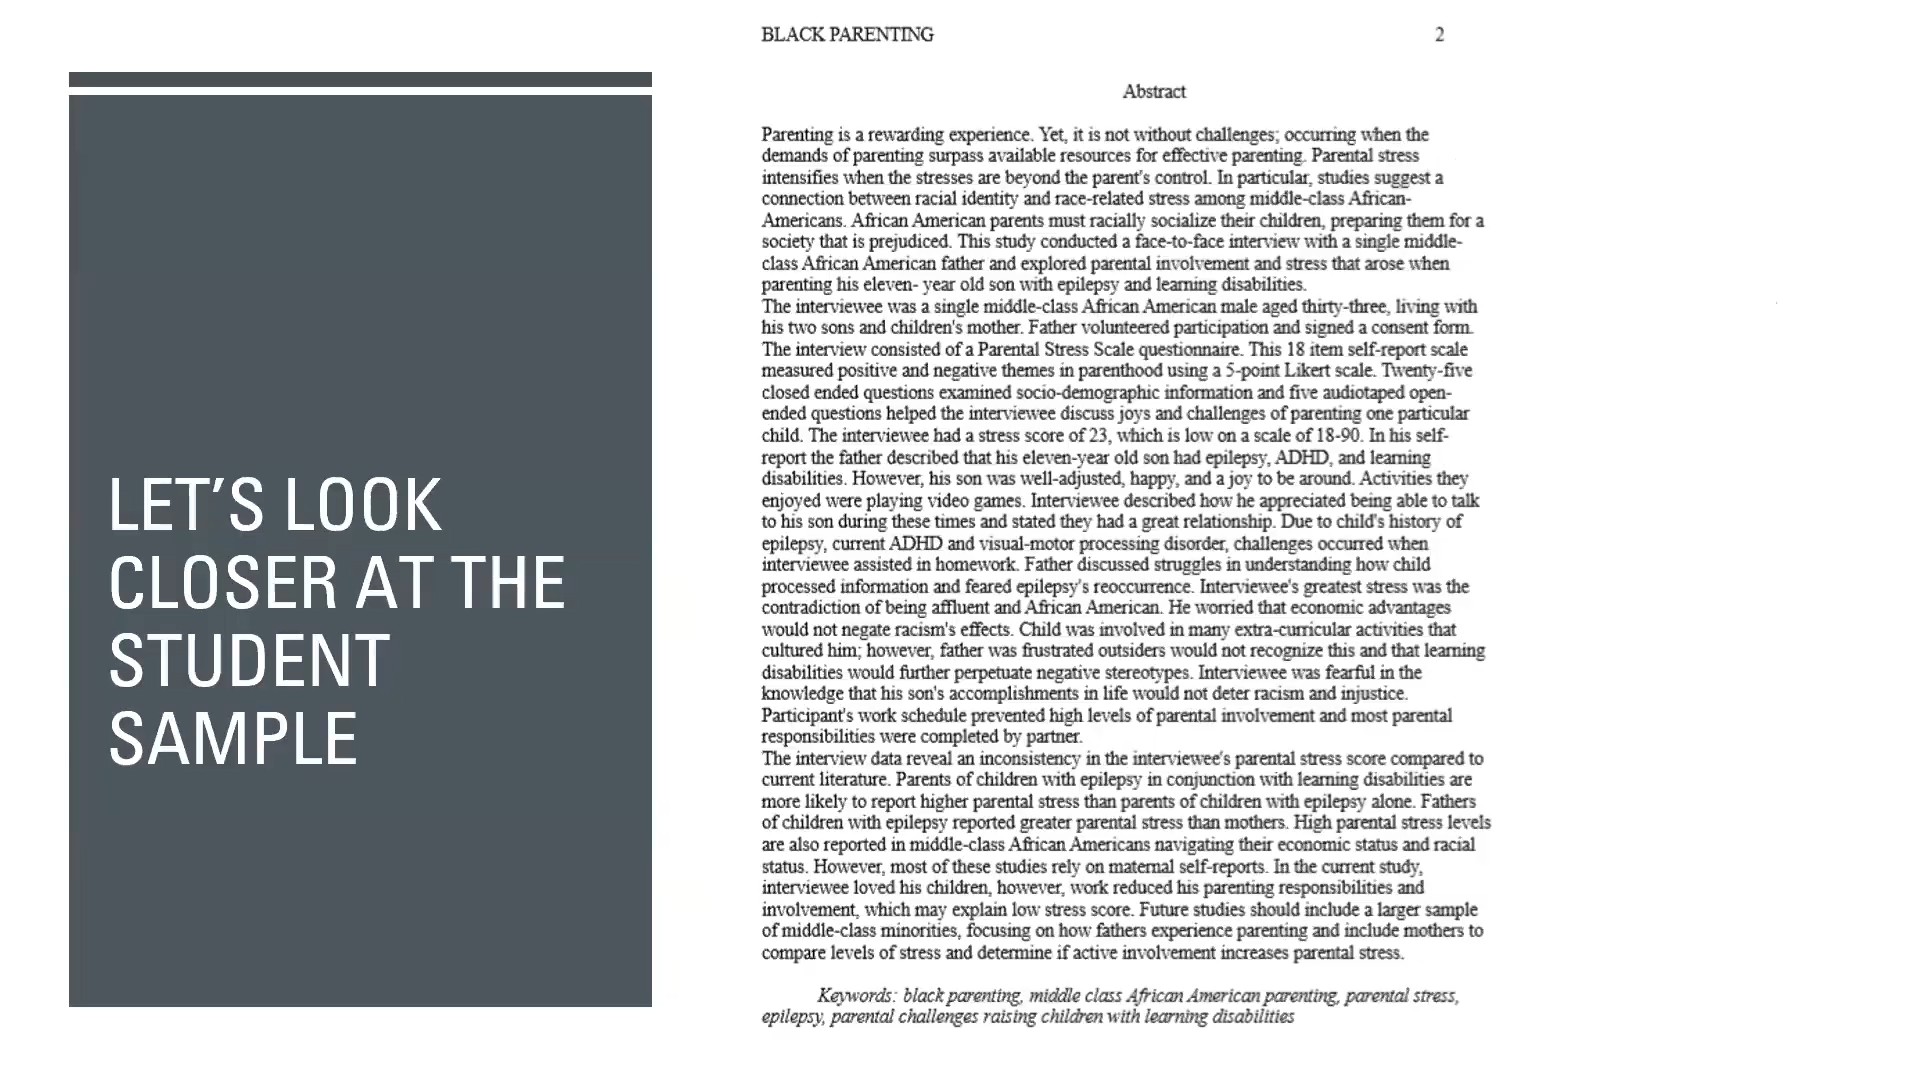 LET'S LOOK
CLOSER AT THE
STUDENT
SAMPLE
BLACK PARENTING 2
Abstract
Parenting is a rewarding experience. Yet, it is not without challenges; occurring when the
demands of parenting surpass available resources for effective parenting. Parental stress
intensifies when the stresses are beyond the parent's control. In particular, studies suggest a
connection between racial identity and race-related stress among middle-class African-
Americans. African American parents must racially socialize their children, preparing them for a
society that is prejudiced. This study conducted a face-to-face interview with a single middle-
class African American father and explored parental involvement and stress that arose when
parenting his eleven- year old son with epilepsy and learning disabilities.
The interviewee was a single middle-class African American male aged thirty-three, living with
his two sons and children's mother. Father volunteered participation and signed a consent form.
The interview consisted of a Parental Stress Scale questionnaire. This 18 item self-report scale
measured positive and negative themes in parenthood using a 5-point Likert scale. Twenty-five
closed ended questions examined socio-demographic information and five audiotaped open-
ended questions helped the interviewee discuss joys and challenges of parenting one particular
child. The interviewee had a stress score of 23, which is low on a scale of 18-90. In his self-
report the father described that his eleven-year old son had epilepsy, ADHD, and learning
disabilities. However, his son was well-adjusted, happy, and a joy to be around. Activities they
enjoyed were playing video games. Interviewee described how he appreciated being able to talk
to his son during these times and stated they had a great relationship. Due to child's history of
epilepsy, current ADHD and visual-motor processing disorder, challenges occurred when
interviewee assisted in homework. Father discussed struggles in understanding how child
processed information and feared epilepsy's reoccurrence. Interviewee's greatest stress was the
contradiction of being affluent and African American. He worried that economic advantages
would not negate racism's effects. Child was involved in many extra-curricular activities that
cultured him; however, father was frustrated outsiders would not recognize this and that learning
disabilities would further perpetuate negative stereotypes. Interviewee was fearful in the
knowledge that his son's accomplishments in life would not deter racism and injustice.
Participant's work schedule prevented high levels of parental involvement and most parental
responsibilities were completed by partner.
The interview data reveal an inconsistency in the interviewee's parental stress score compared to
current literature. Parents of children with epilepsy in conjunction with learning disabilities are
more likely to report higher parental stress than parents of children with epilepsy alone. Fathers
of children with epilepsy reported greater parental stress than mothers. High parental stress levels
are also reported in middle-class African Americans navigating their economic status and racial
status. However, most of these studies rely on maternal self-reports. In the current study,
interviewee loved his children, however, work reduced his parenting responsibilities and
involvement, which may explain low stress score. Future studies should include a larger sample
of middle-class minorities, focusing on how fathers experience parenting and include mothers to
compare levels of stress and determine if active involvement increases parental stress.
Keywords: black parenting, middle class African American parenting, parental stress,
epilepsy, parental challenges raising children with learning disabilities